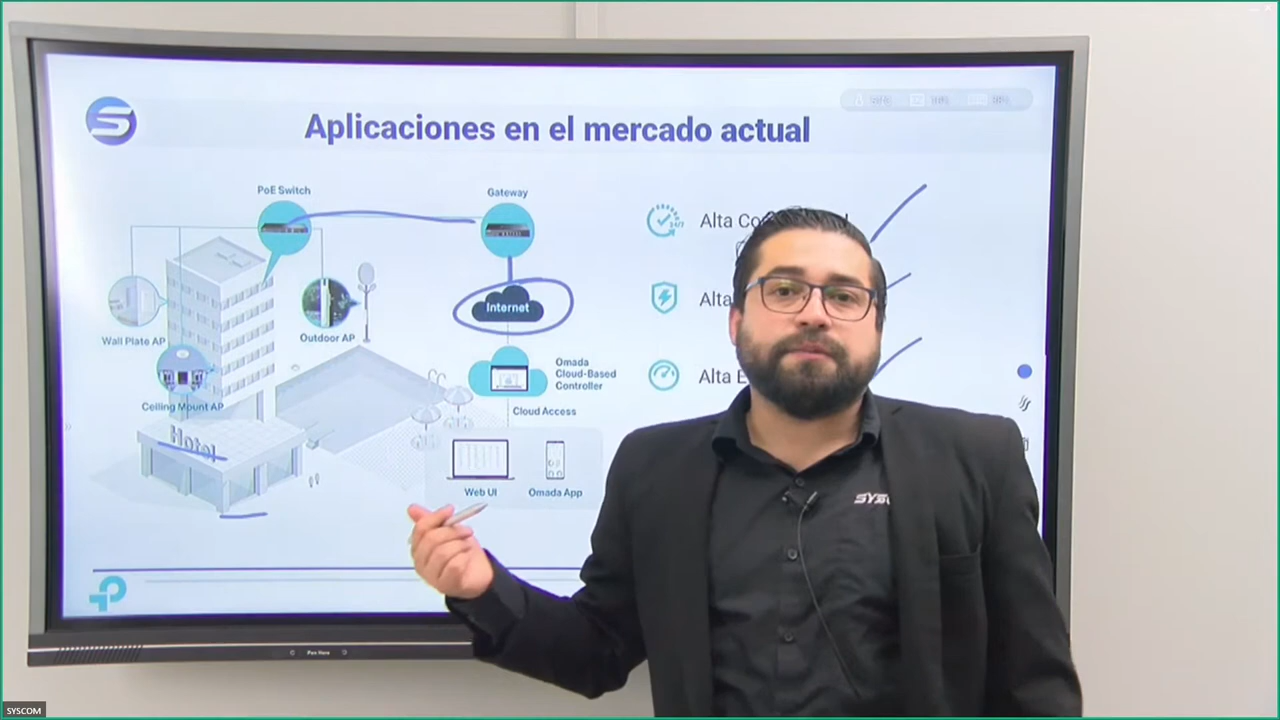 Aplicaciones en el mercado actual
PoE Switch
Gateway
Alta
Internet
Alta
Wall Plate AP
Outdoor AP
Omada
Cloud-Based
Controller
Alta
Ceiling Mount AP
Cloud Access
Hotel
Web UI
Omada App
SYSCOM